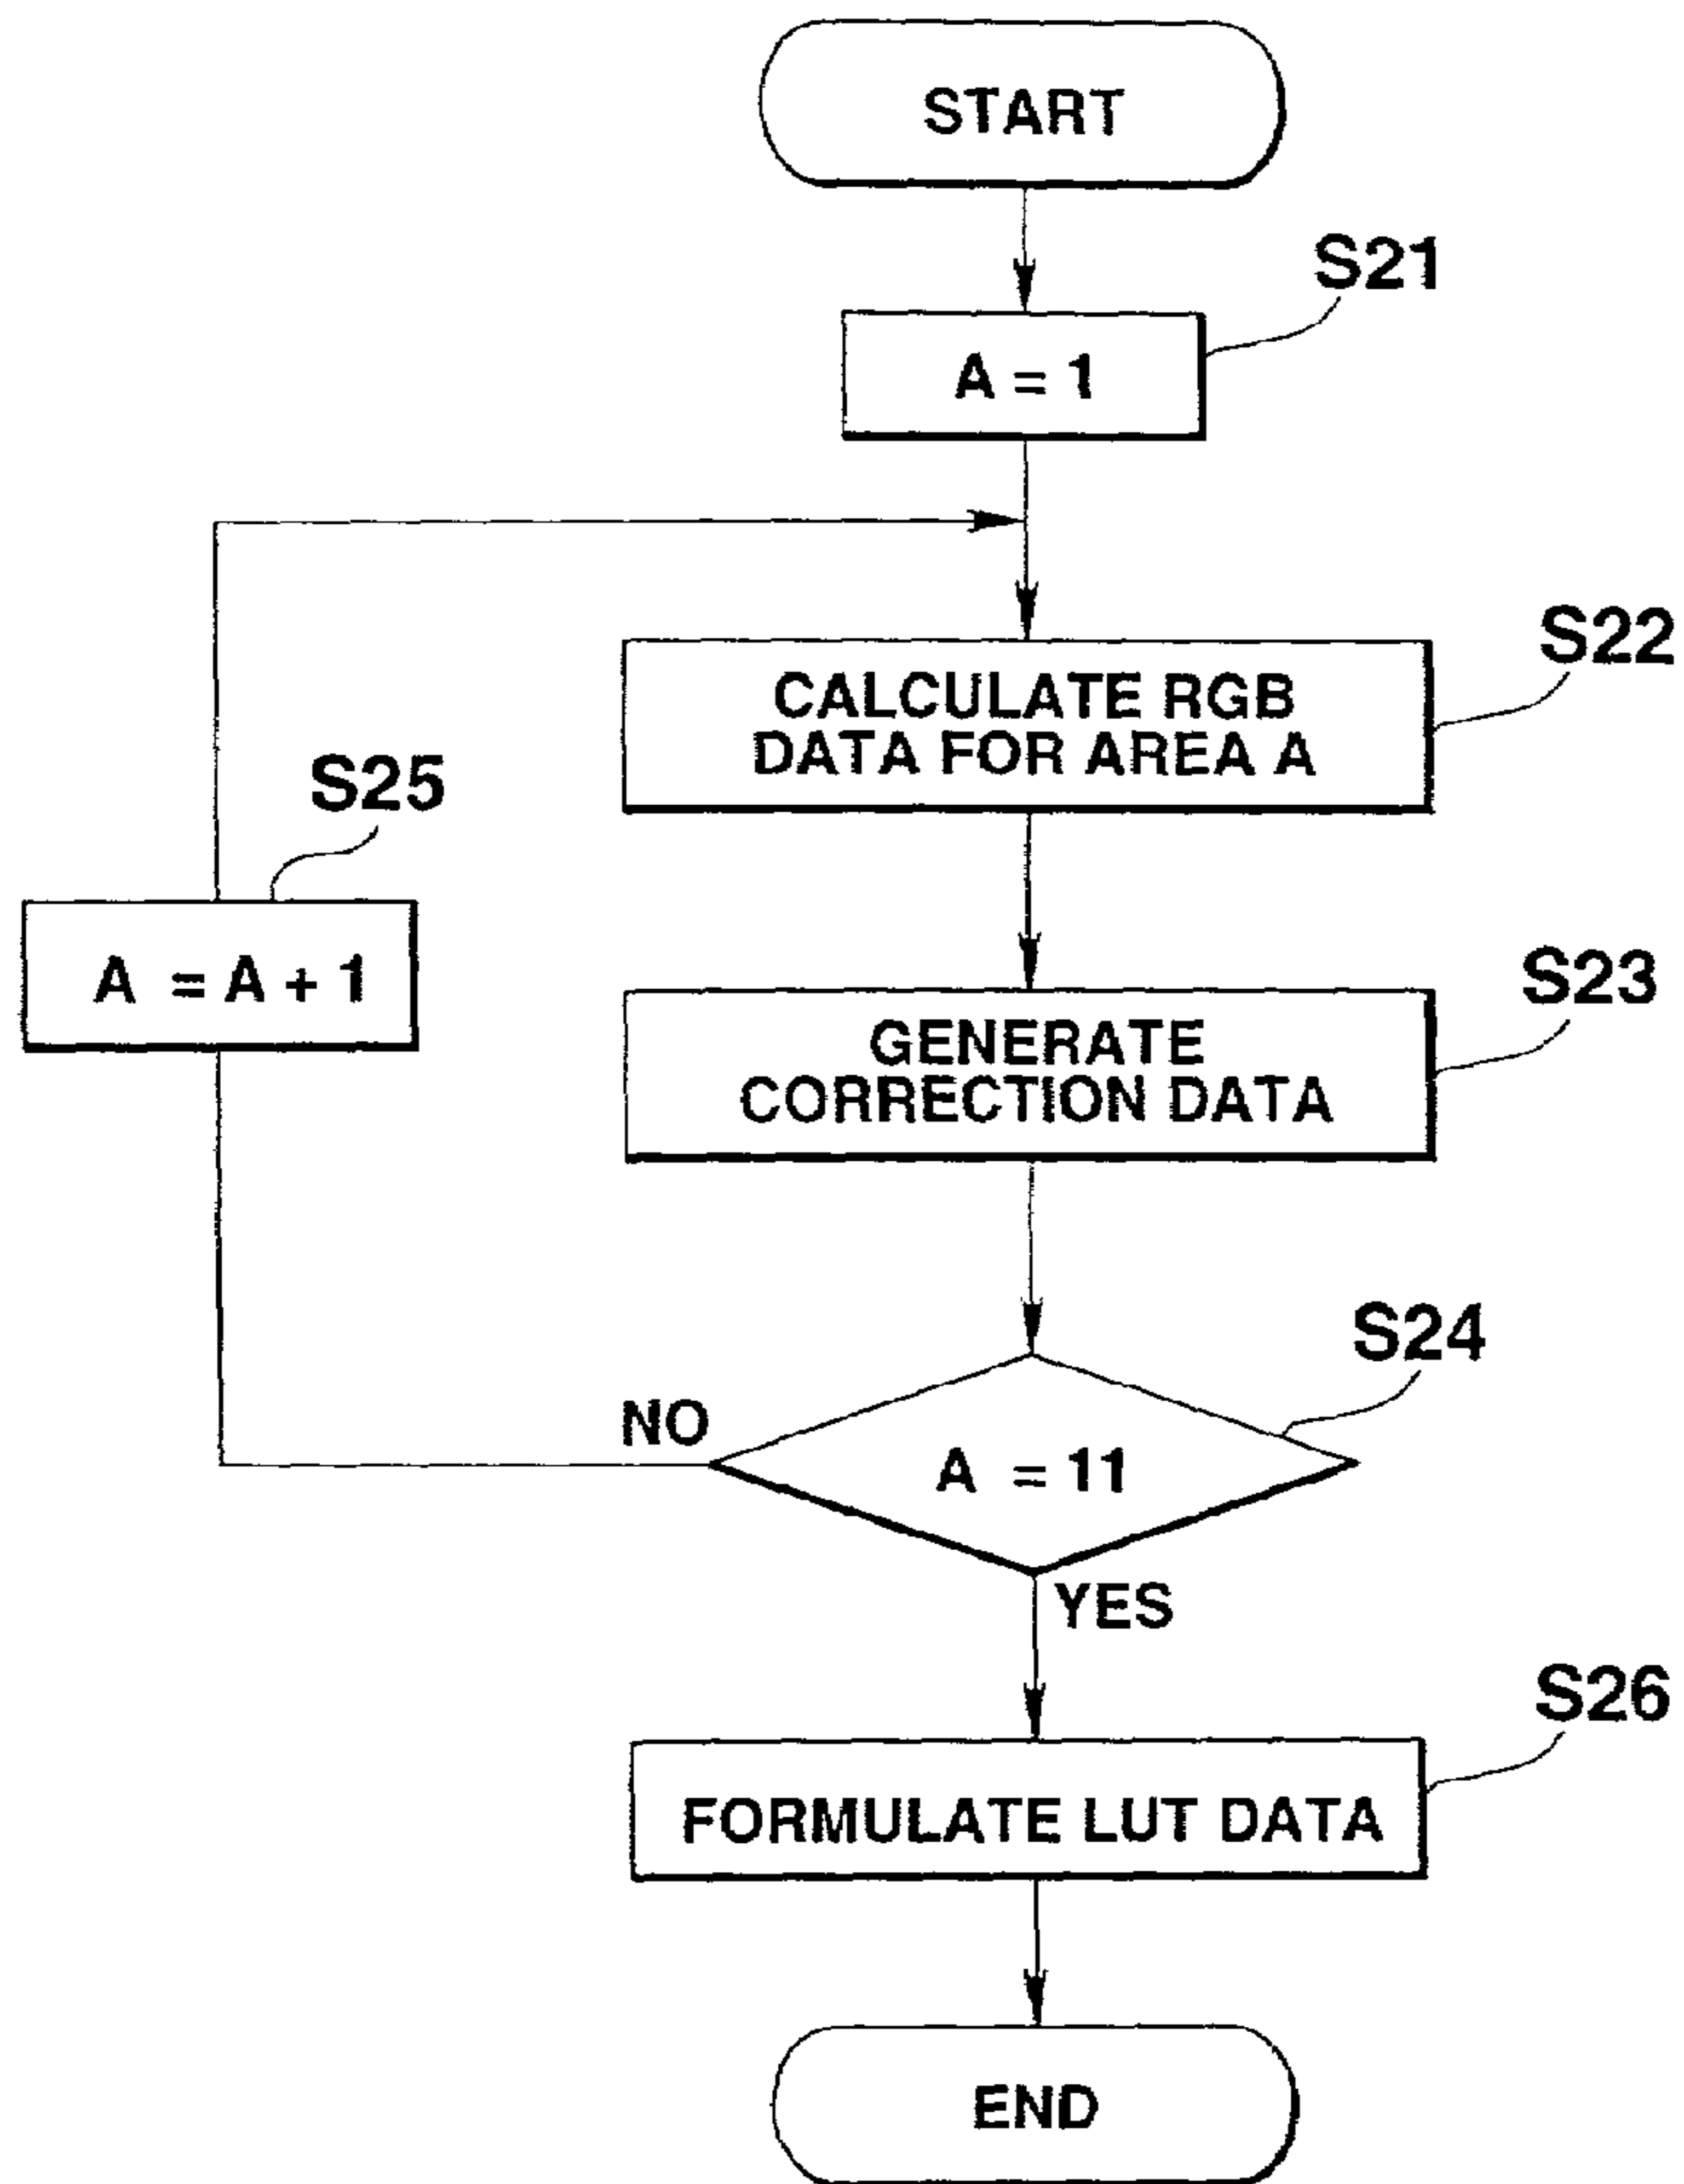 START
S21
A = 1
S22
CALCULATE RGB
DATA FOR AREA A
S25
A = A + 1
S23
GENERATE
CORRECTION DATA
S24
NO
A = 11
YES
S26
FORMULATE LUT DATA
END